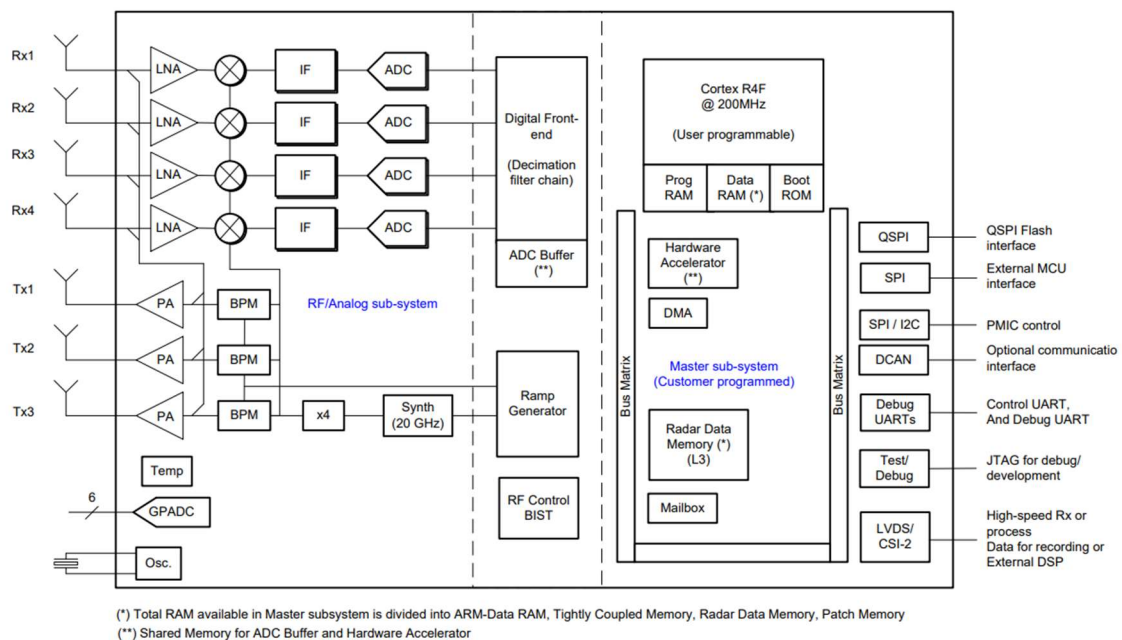 Rx1
LNA
IF
ADC
Rx2
LNA
IF
ADC
Rx3
LNA
IF
ADC
Rx4
LNA
IF
ADC
Digital Front-
end
(Decimation
filter chain)
ADC Buffer
(**)
Tx1
PA
BPM
RF/Analog sub-system
Tx2
PA
BPM
Tx3
PA
BPM
x4
Synth
(20 GHz)
Ramp
Generator
Temp
6
GPADC
RF Control
BIST
Osc.
Cortex R4F
@ 200MHz
(User programmable)
Prog
RAM
Data
RAM (*)
Boot
ROM
Bus Matrix
Hardware
Accelerator
(**)
DMA
Master sub-system
(Customer programmed)
Radar Data
Memory (*)
(L3)
Mailbox
Bus Matrix
QSPI
QSPI Flash
interface
SPI
External MCU
interface
SPI / I2C
PMIC control
DCAN
Optional communicatio
interface
Debug
UARTs
Control UART,
And Debug UART
Test/
Debug
JTAG for debug/
development
LVDS/
CSI-2
High-speed Rx or
process
Data for recording or
External DSP
(*) Total RAM available in Master subsystem is divided into ARM-Data RAM, Tightly Coupled Memory, Radar Data Memory, Patch Memory
(**) Shared Memory for ADC Buffer and Hardware Accelerator